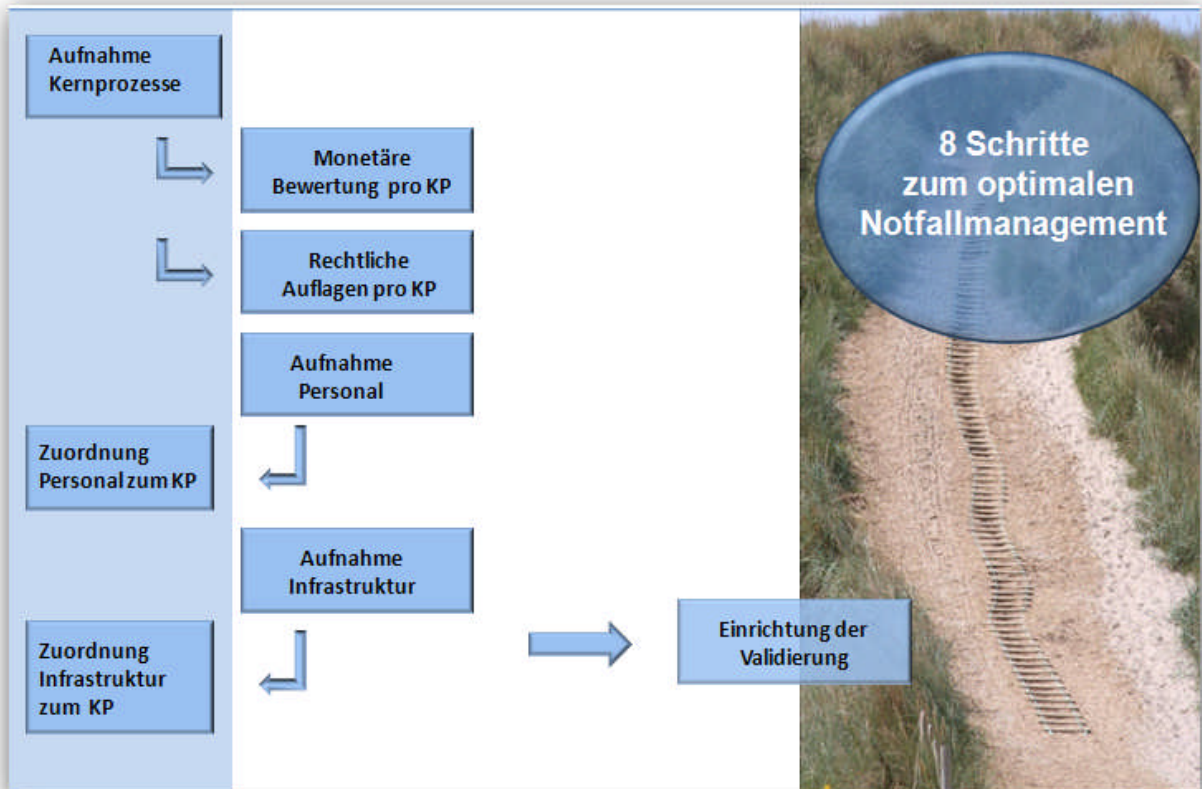 Aufnahme
Kernprozesse
Monetäre
Bewertung pro KP
Rechtliche
Auflagen pro KP
Aufnahme
Personal
Zuordnung
Personal zum KP
Aufnahme
Infrastruktur
Zuordnung
Infrastruktur
zum KP
Einrichtung der
Validierung
8 Schritte
zum optimalen
Notfallmanagement